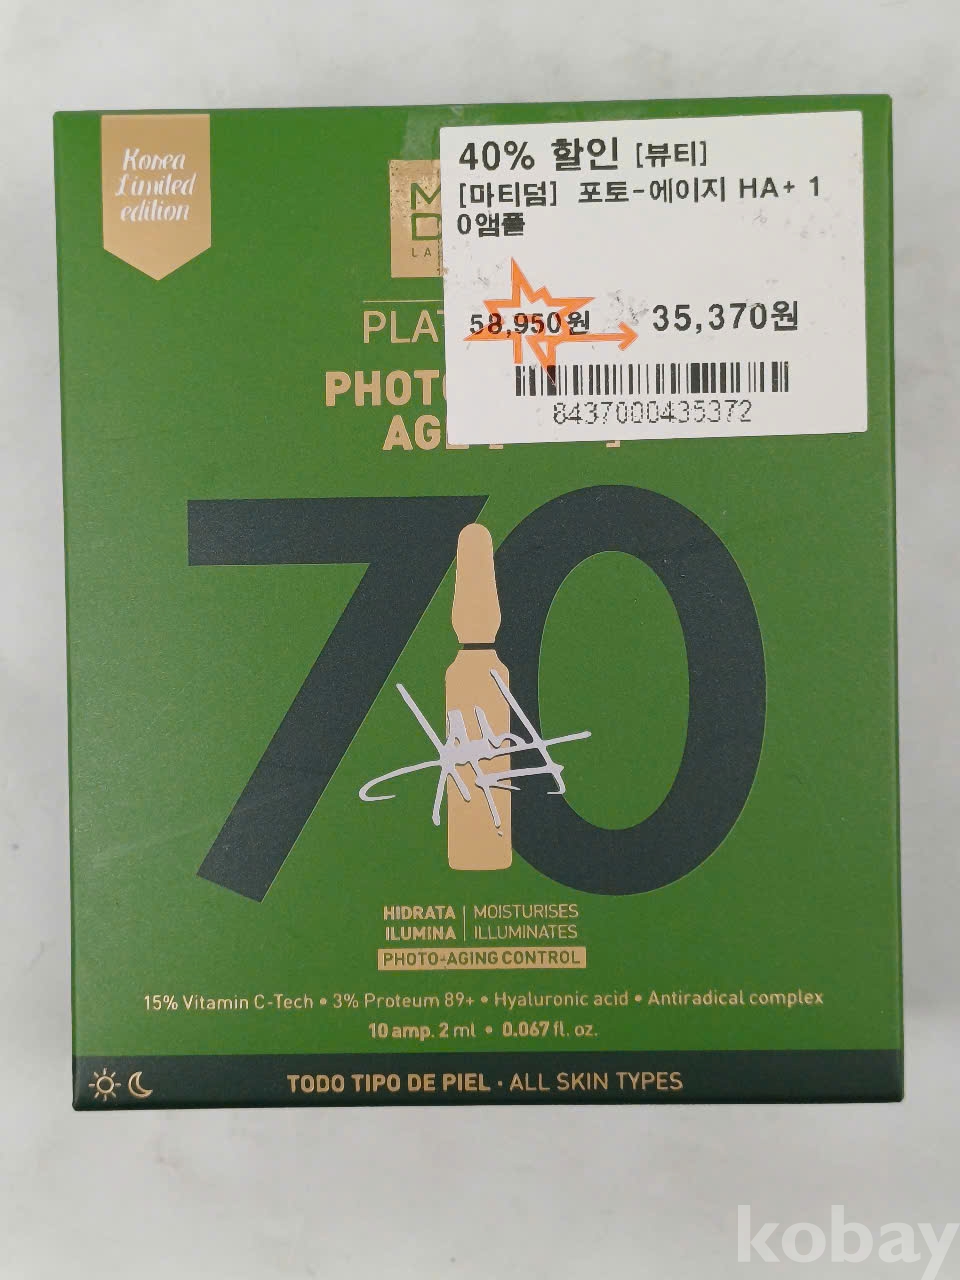 Korea
Limited
edition
40% 할인 [뷰티]
[마티덤] 포토-에이지 HA+ 1
0앰플
58,950원
35,370원
8437000435372
70
HIDRATA | MOISTURISES
ILUMINA | ILLUMINATES
PHOTO-AGING CONTROL
15% Vitamin C-Tech • 3% Proteum 89+ • Hyaluronic acid • Antiradical complex
10 amp. 2 ml • 0.067 fl. oz.
TODO TIPO DE PIEL · ALL SKIN TYPES
kobay